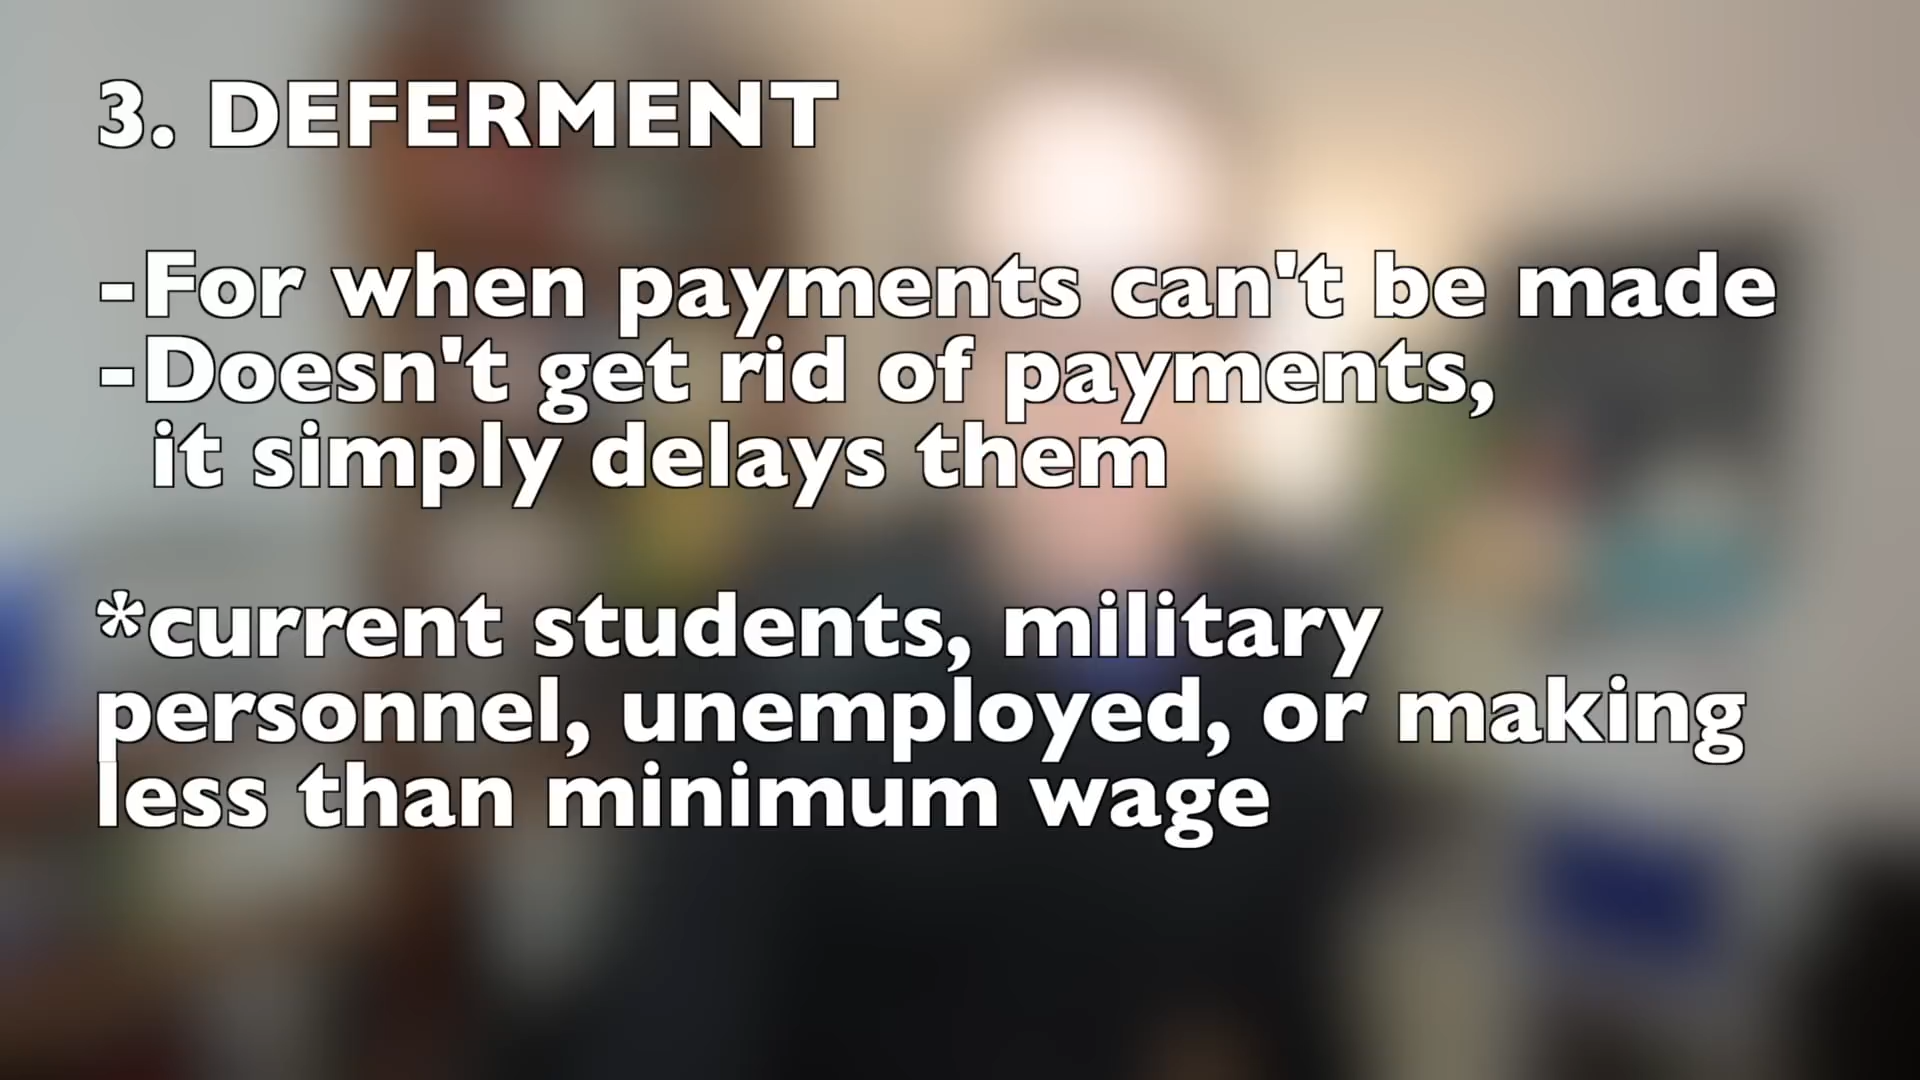 3. DEFERMENT
-For when payments can't be made
-Doesn't get rid of payments,
it simply delays them
*current students, military
personnel, unemployed, or making
less than minimum wage